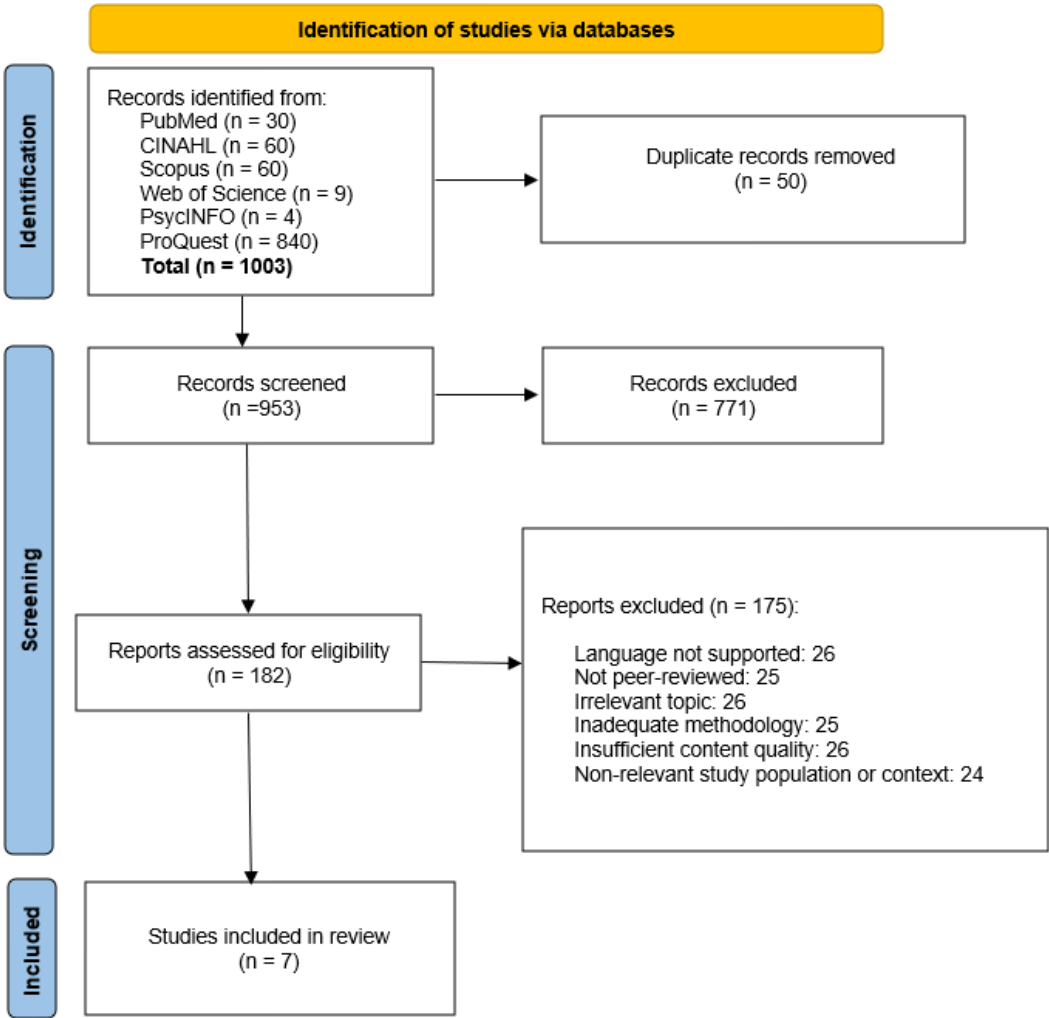 Identification of studies via databases
Identification
Records identified from:
PubMed (n = 30)
CINAHL (n = 60)
Scopus (n = 60)
Web of Science (n = 9)
PsycINFO (n = 4)
ProQuest (n = 840)
Total (n = 1003)
Duplicate records removed
(n = 50)
Screening
Records screened
(n =953)
Records excluded
(n = 771)
Reports assessed for eligibility
(n = 182)
Reports excluded (n = 175):
Language not supported: 26
Not peer-reviewed: 25
Irrelevant topic: 26
Inadequate methodology: 25
Insufficient content quality: 26
Non-relevant study population or context: 24
Included
Studies included in review
(n = 7)